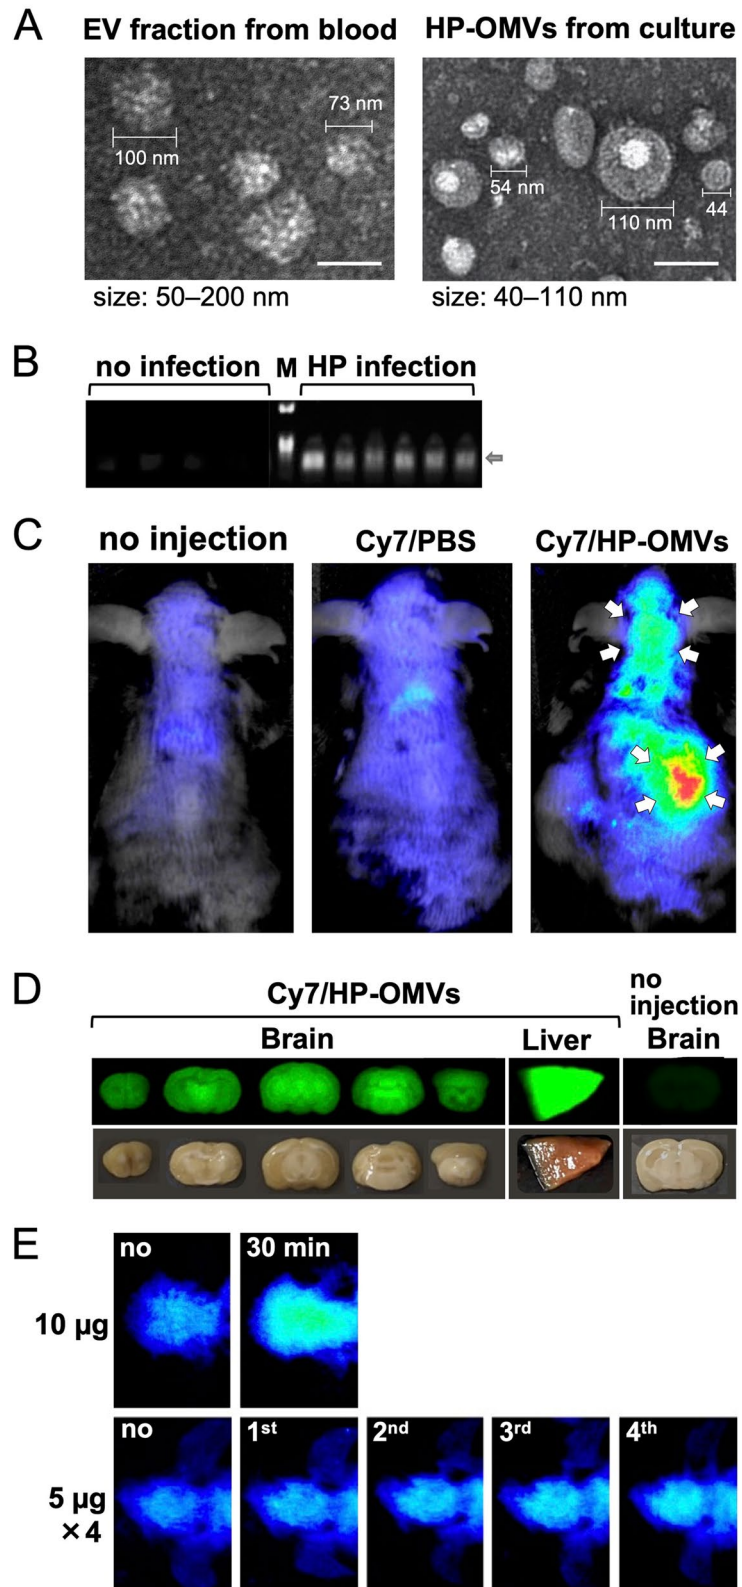 A
EV fraction from blood
HP-OMVs from culture
73 nm
100 nm
54 nm
44
110 nm
size: 50–200 nm
size: 40–110 nm
B
no infection
M
HP infection
C
no injection
Cy7/PBS
Cy7/HP-OMVs
D
Cy7/HP-OMVs
no
injection
Brain
Liver
Brain
E
no
30 min
10 µg
no
1st
2nd
3rd
4th
5 µg
×4